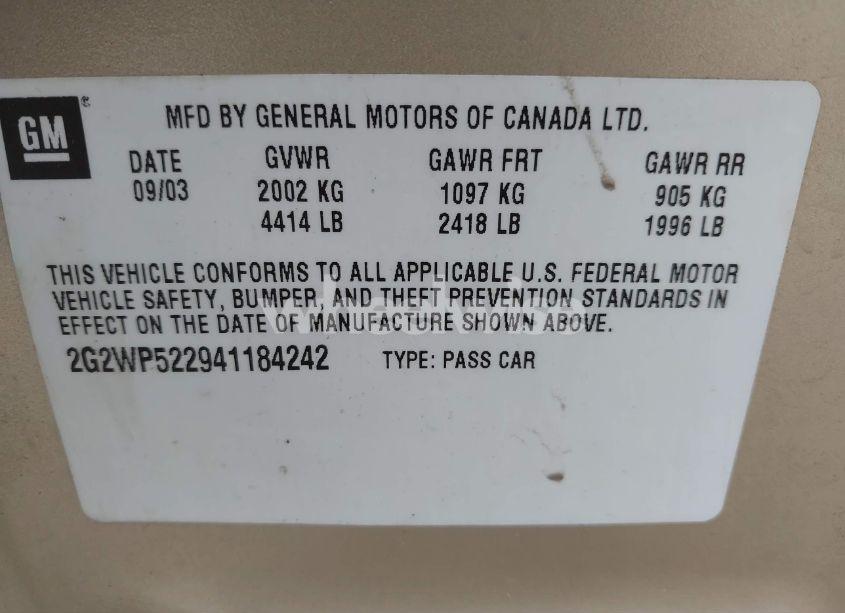 GM®
MFD BY GENERAL MOTORS OF CANADA LTD.
DATE GVWR GAWR FRT GAWR RR
09/03 2002 KG 1097 KG 905 KG
4414 LB 2418 LB 1996 LB
THIS VEHICLE CONFORMS TO ALL APPLICABLE U.S. FEDERAL MOTOR
VEHICLE SAFETY, BUMPER, AND THEFT PREVENTION STANDARDS IN
EFFECT ON THE DATE OF MANUFACTURE SHOWN ABOVE.
2G2WP522941184242 TYPE: PASS CAR